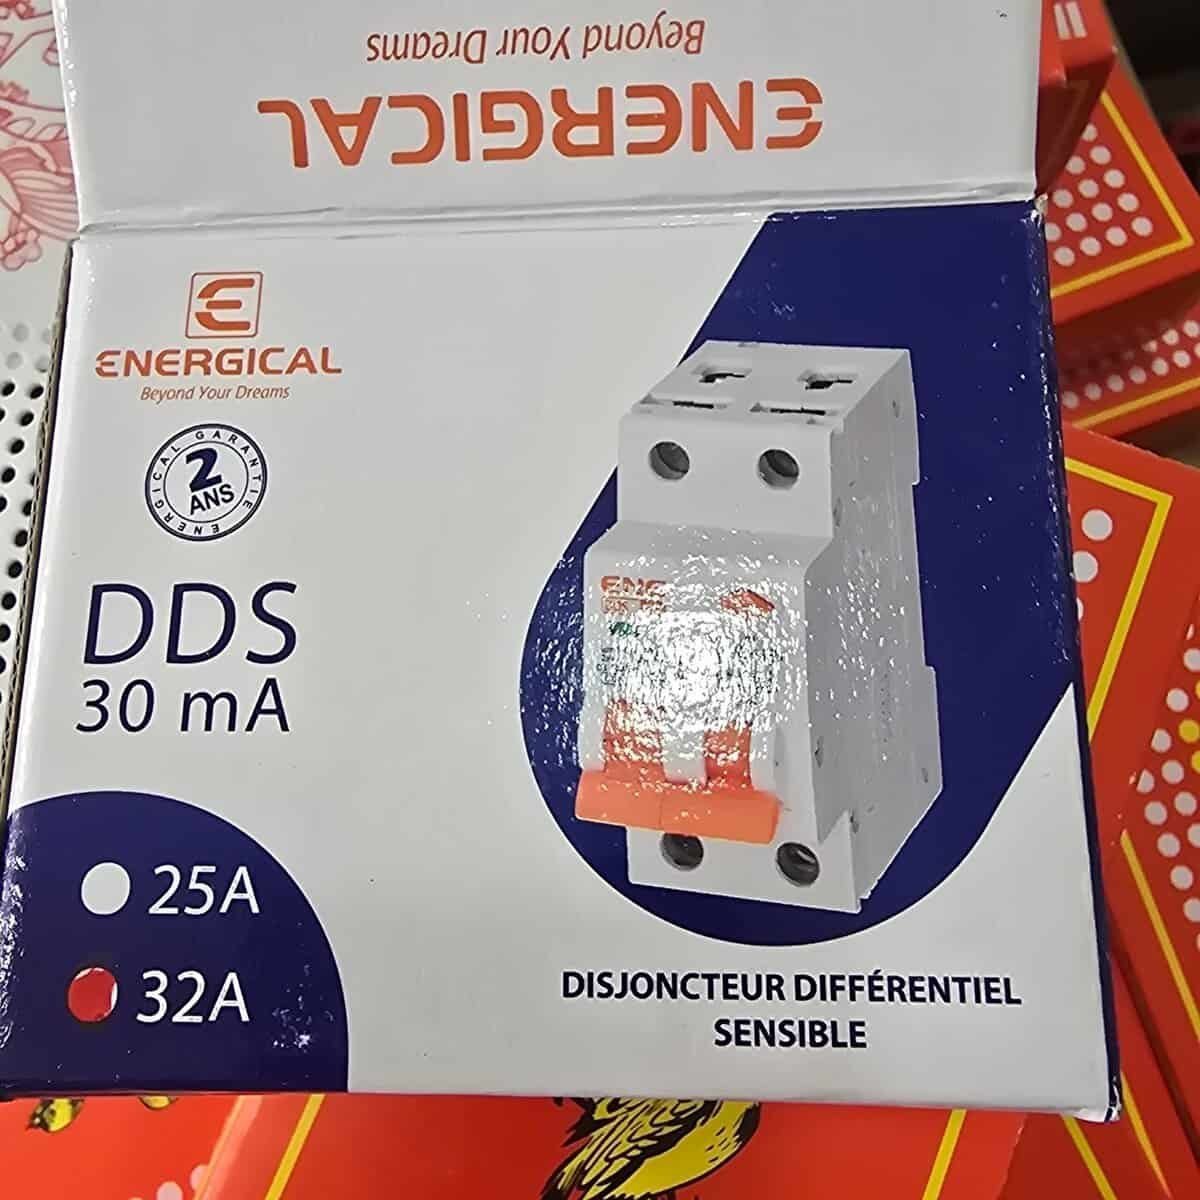 ENERGICAL
Beyond Your Dreams
ENERGICAL
Beyond Your Dreams
ENERGICAL GARANTIE
2
ANS
DDS
30 mA
25A
32A
ENE
DISJONCTEUR DIFFÉRENTIEL
SENSIBLE